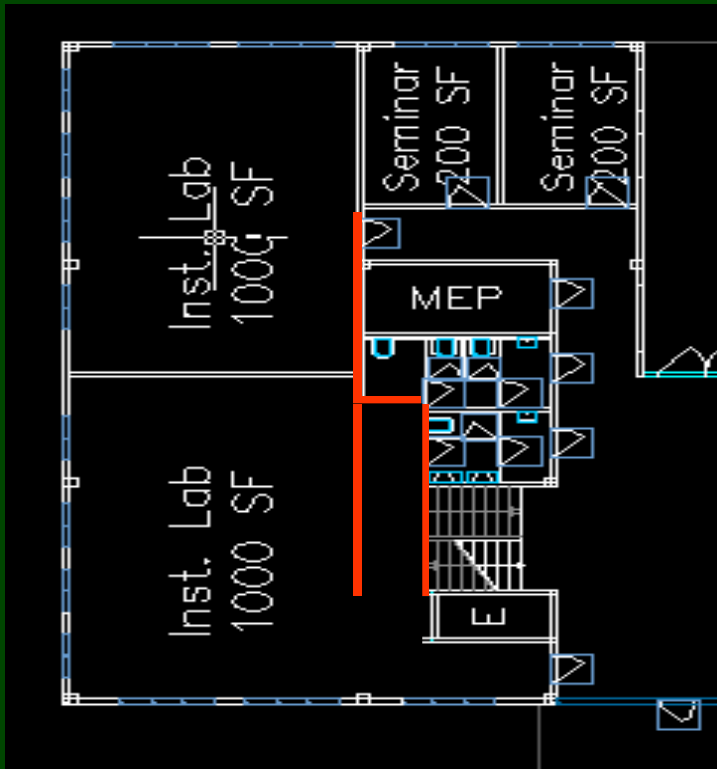 Inst. Lab
1000 SF
Seminar
200 SF
Seminar
200 SF
MEP
Inst. Lab
1000 SF
E